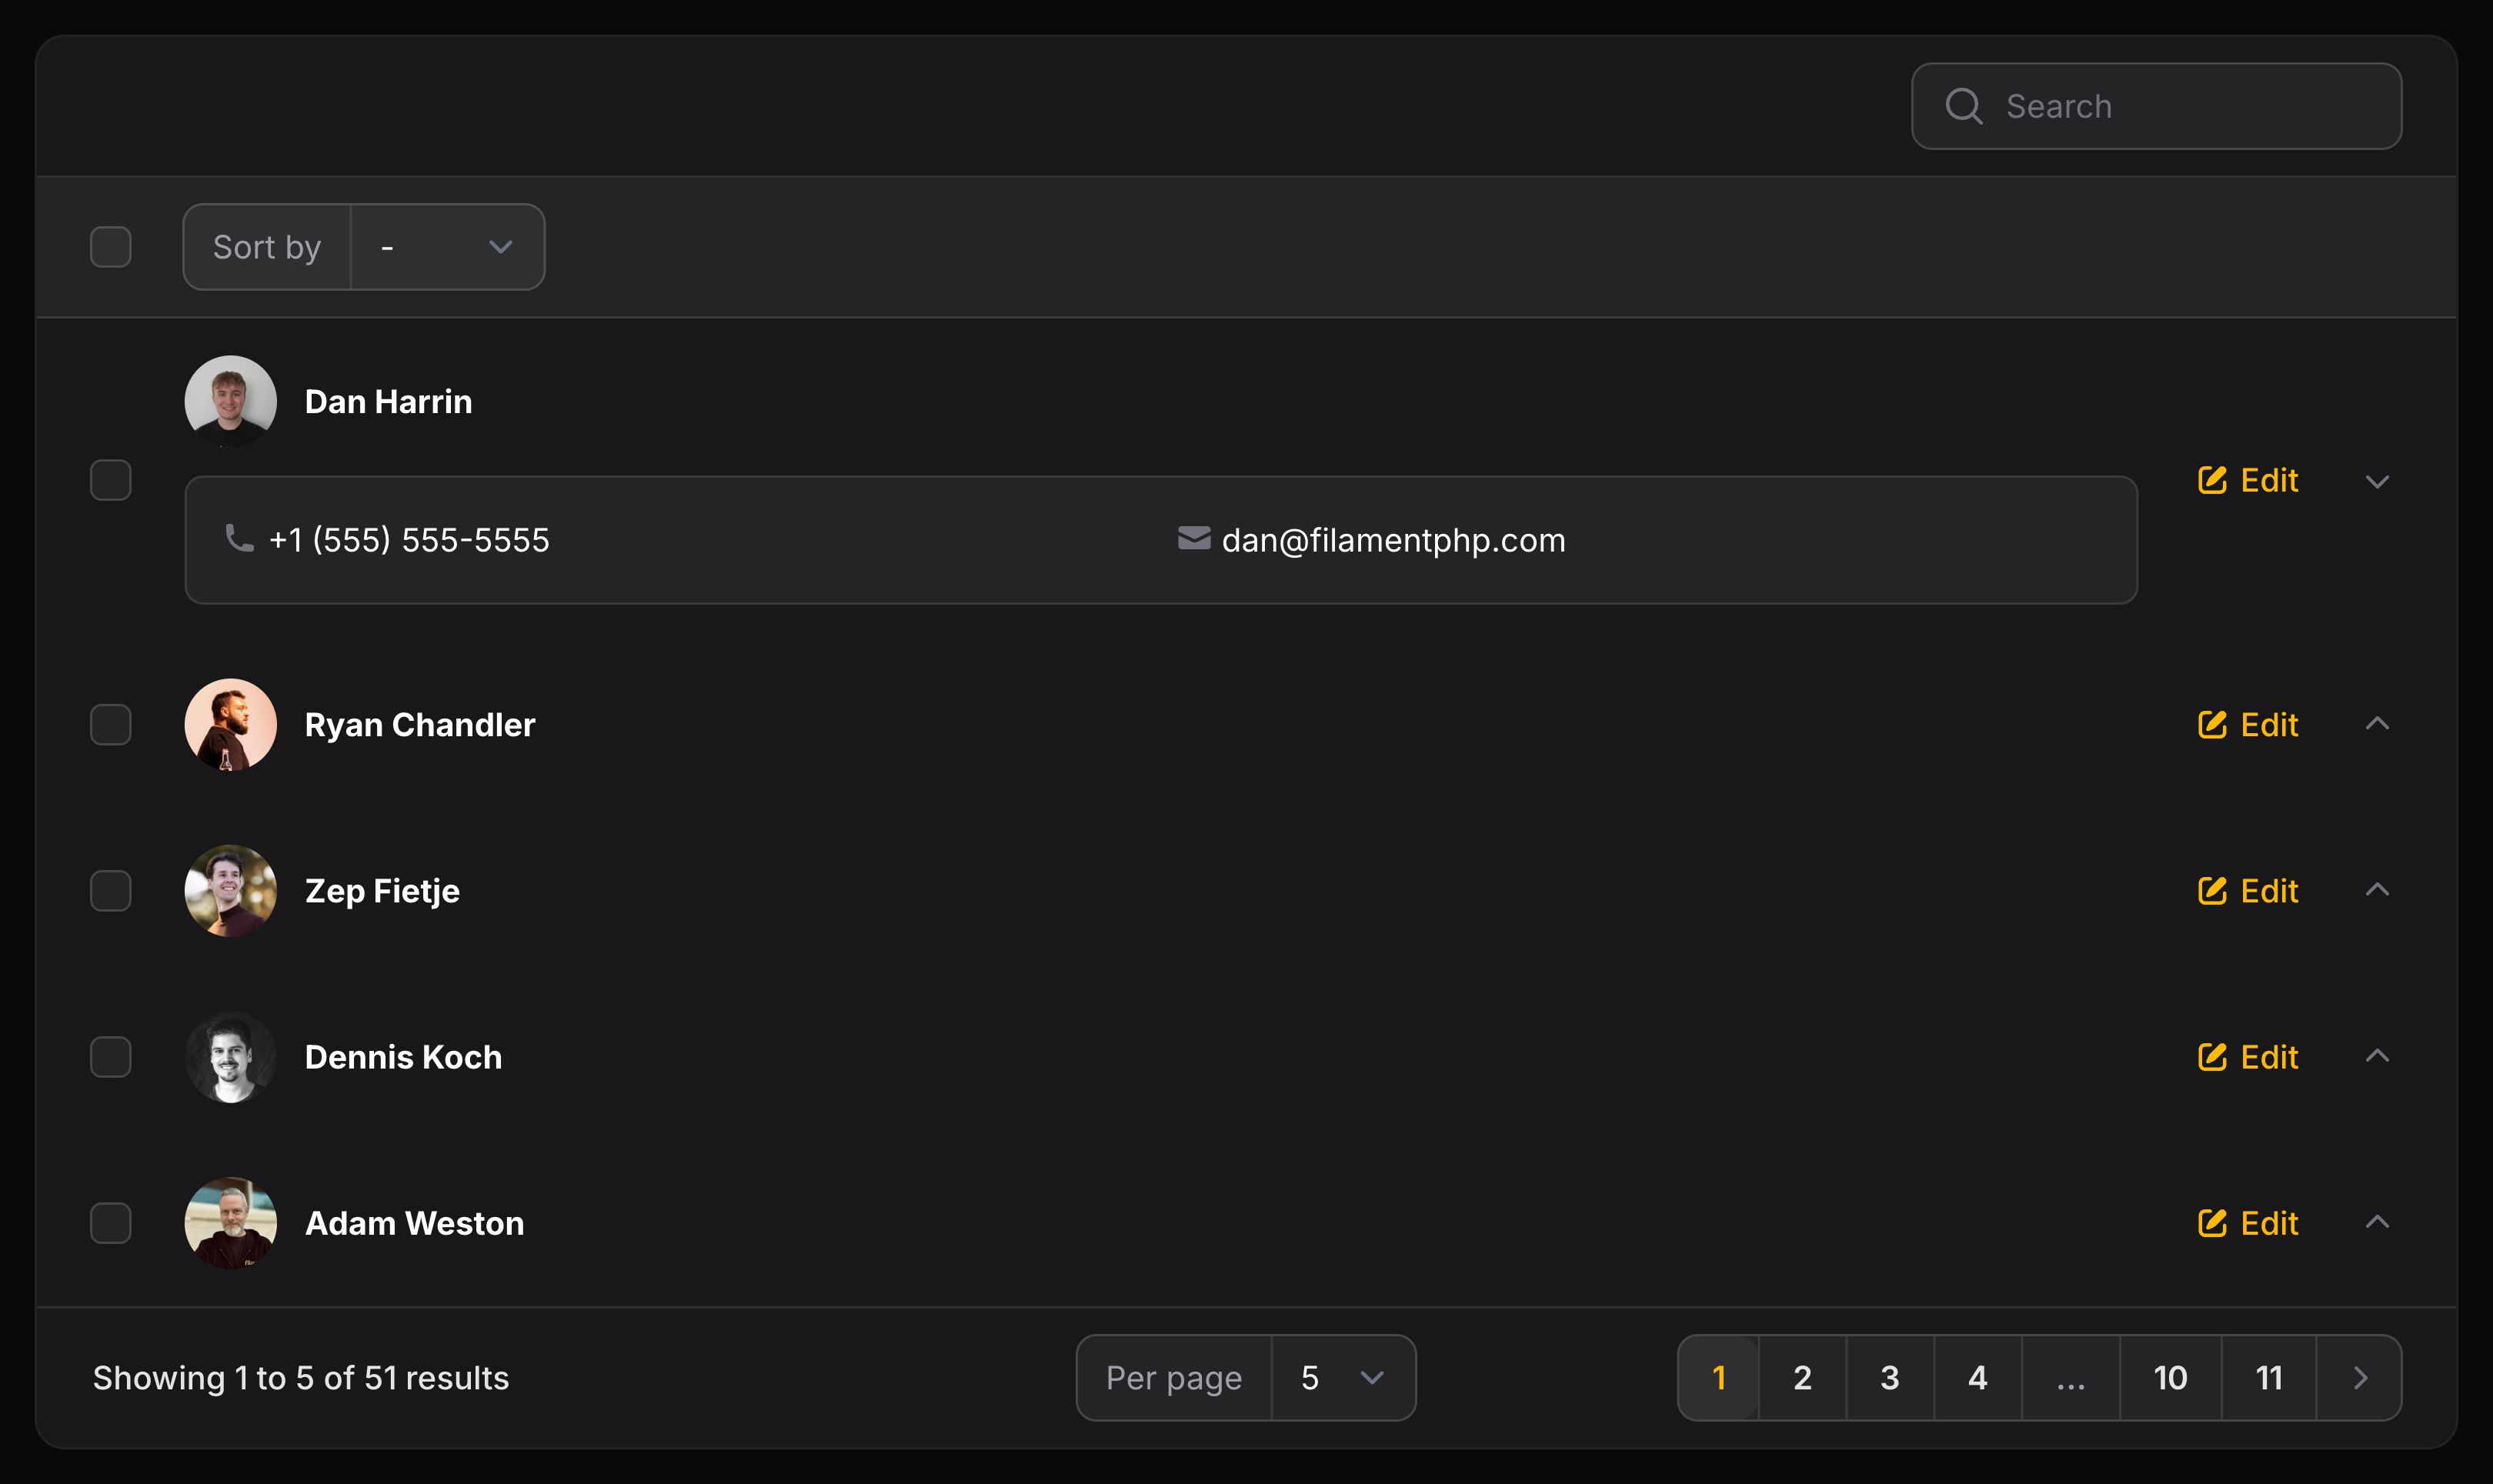 Search
Sort by -
Dan Harrin
Edit
+1 (555) 555-5555 dan@filamentphp.com
Ryan Chandler Edit
Zep Fietje Edit
Dennis Koch Edit
Adam Weston Edit
Showing 1 to 5 of 51 results Per page 5 1 2 3 4 ... 10 11